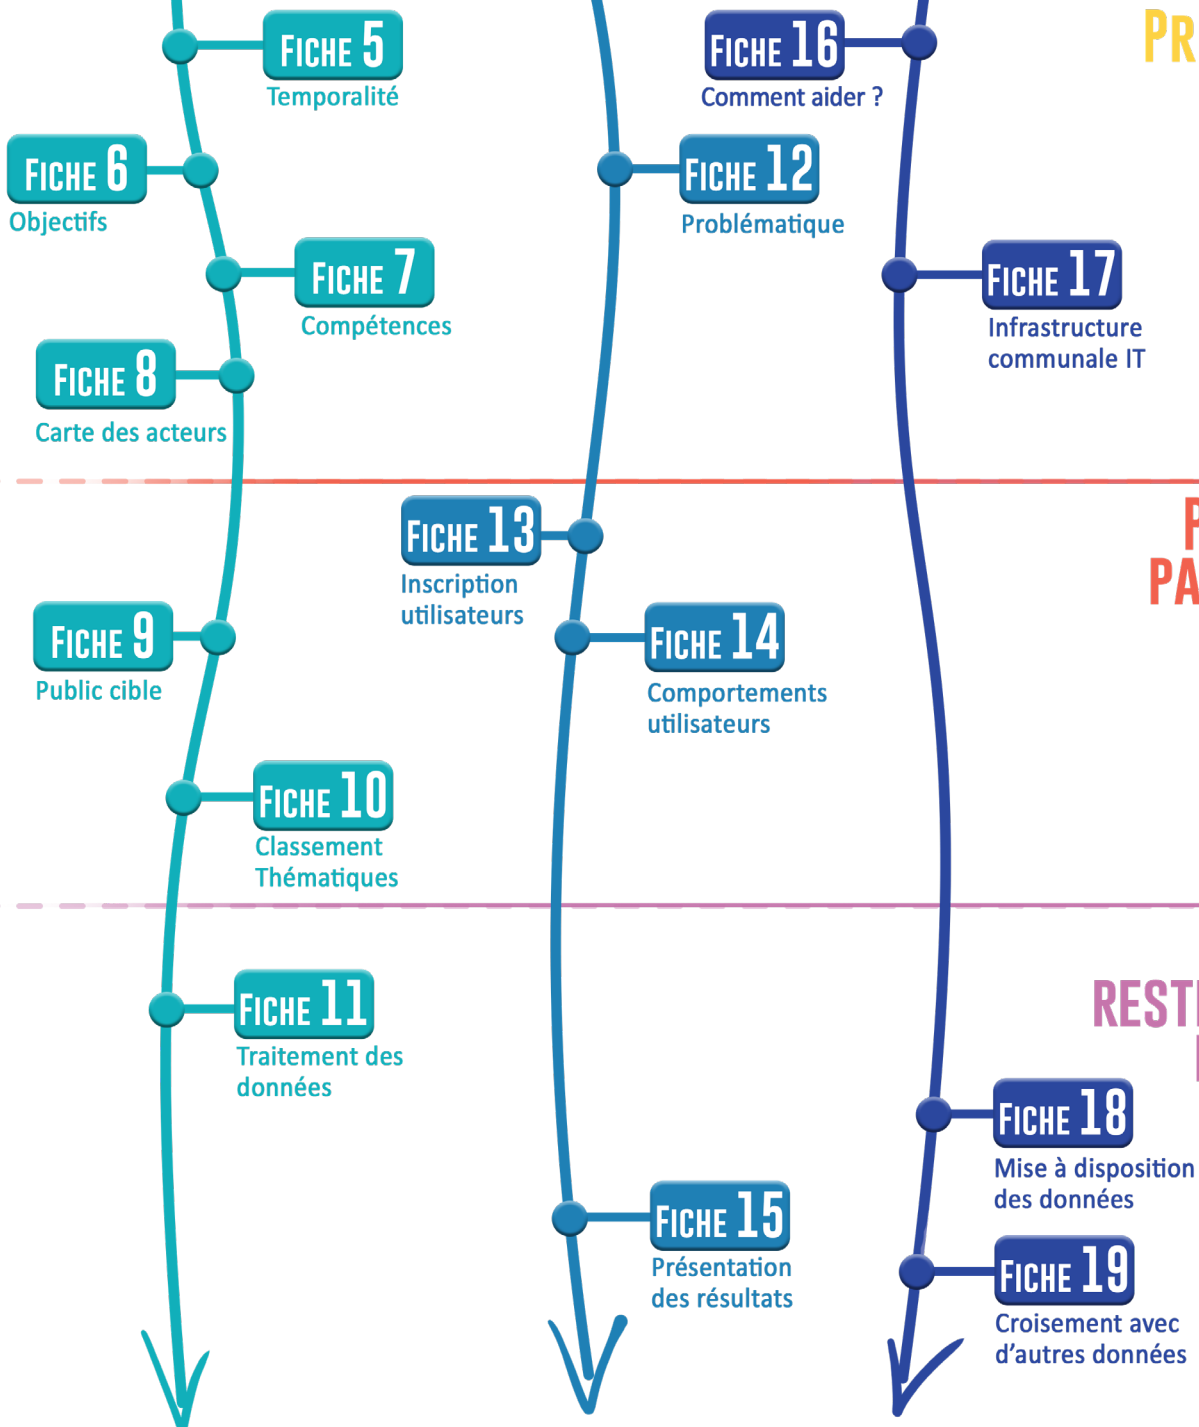 FICHE 5
Temporalité
FICHE 16
Comment aider ?
PR
FICHE 6
Objectifs
FICHE 12
Problématique
FICHE 7
Compétences
FICHE 17
Infrastructure
communale IT
FICHE 8
Carte des acteurs
FICHE 13
Inscription
utilisateurs
P
PA
FICHE 9
Public cible
FICHE 14
Comportements
utilisateurs
FICHE 10
Classement
Thématiques
FICHE 11
Traitement des
données
REST
FICHE 18
Mise à disposition
des données
FICHE 15
Présentation
des résultats
FICHE 19
Croisement avec
d'autres données